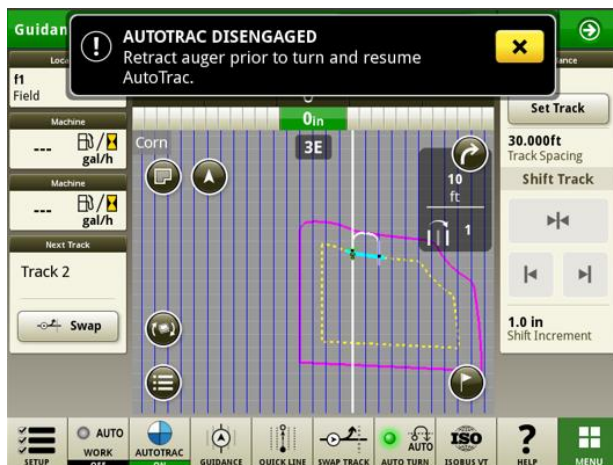 Guidan
AUTOTRAC DISENGAGED
Retract auger prior to turn and resume
AutoTrac.
f1
Field
Machine
---
gal/h
Machine
---
gal/h
Next Track
Track 2
Swap
0in
Corn
3E
10
ft
1
Set Track
30.000ft
Track Spacing
Shift Track
1.0 in
Shift Increment
SETUP
AUTO
WORK
OFF
AUTOTRAC
ON
GUIDANCE
QUICK LINE
SWAP TRACK
AUTO
AUTO TURN
ISO
ISOBUS VT
?
HELP
MENU